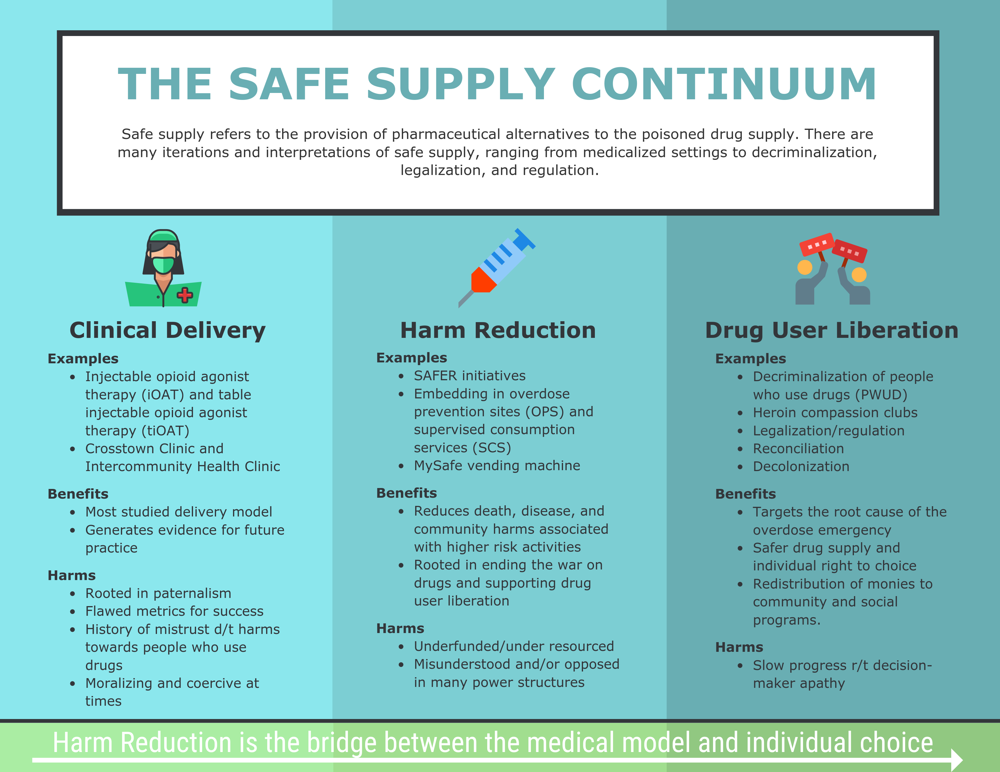 THE SAFE SUPPLY CONTINUUM
Safe supply refers to the provision of pharmaceutical alternatives to the poisoned drug supply. There are
many iterations and interpretations of safe supply, ranging from medicalized settings to decriminalization,
legalization, and regulation.
Clinical Delivery
Examples
• Injectable opioid agonist
therapy (iOAT) and table
injectable opioid agonist
therapy (tiOAT)
• Crosstown Clinic and
Intercommunity Health Clinic
Benefits
• Most studied delivery model
• Generates evidence for future
practice
Harms
• Rooted in paternalism
• Flawed metrics for success
• History of mistrust d/t harms
towards people who use
drugs
• Moralizing and coercive at
times
Harm Reduction
Examples
• SAFER initiatives
• Embedding in overdose
prevention sites (OPS) and
supervised consumption
services (SCS)
• MySafe vending machine
Benefits
• Reduces death, disease, and
community harms associated
with higher risk activities
• Rooted in ending the war on
drugs and supporting drug
user liberation
Harms
• Underfunded/under resourced
• Misunderstood and/or opposed
in many power structures
Drug User Liberation
Examples
• Decriminalization of people
who use drugs (PWUD)
• Heroin compassion clubs
• Legalization/regulation
• Reconciliation
• Decolonization
Benefits
• Targets the root cause of the
overdose emergency
• Safer drug supply and
individual right to choice
• Redistribution of monies to
community and social
programs.
Harms
• Slow progress r/t decision-
maker apathy
Harm Reduction is the bridge between the medical model and individual choice